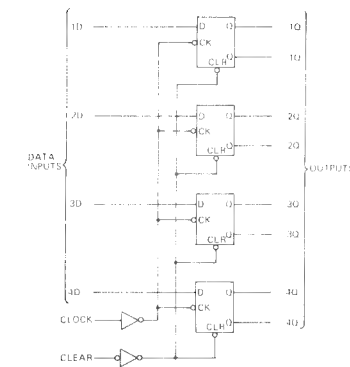 1D D Q 1Q
CK Q 1Q
CLR
2D D Q 2Q
CK Q 2Q
CLR
DATA
INPUTS OUTPUTS
3D D Q 3Q
CK Q 3Q
CLR
4D D Q 4Q
CK
CLOCK CLR Q 4Q
CLEAR